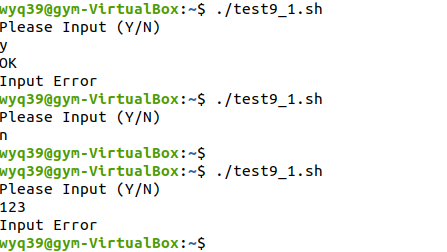 wyq39@gym-VirtualBox:~$ ./test9_1.sh
Please Input (Y/N)
y
OK
Input Error
wyq39@gym-VirtualBox:~$ ./test9_1.sh
Please Input (Y/N)
n
wyq39@gym-VirtualBox:~$
wyq39@gym-VirtualBox:~$ ./test9_1.sh
Please Input (Y/N)
123
Input Error
wyq39@gym-VirtualBox:~$